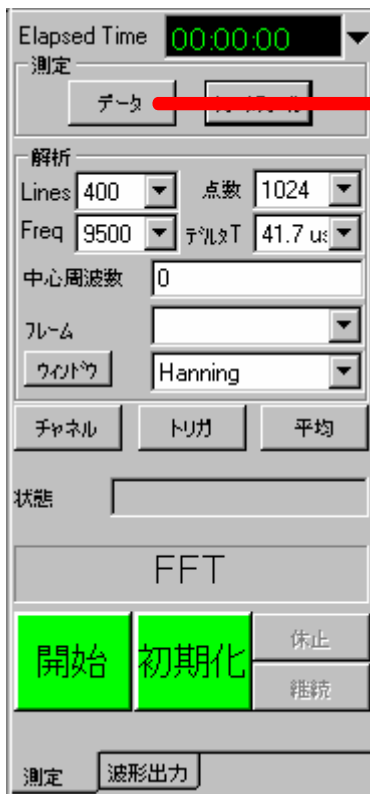 Elapsed Time 00:00:00
測定
データ
解析
Lines 400 点数 1024
Freq 9500 ﾃﾞﾙﾀT 41.7 us
中心周波数 0
ﾌﾚｰﾑ
ｳｨﾝﾄﾞｳ Hanning
チャネル トリガ 平均
状態
FFT
開始 初期化 休止
継続
測定 波形出力